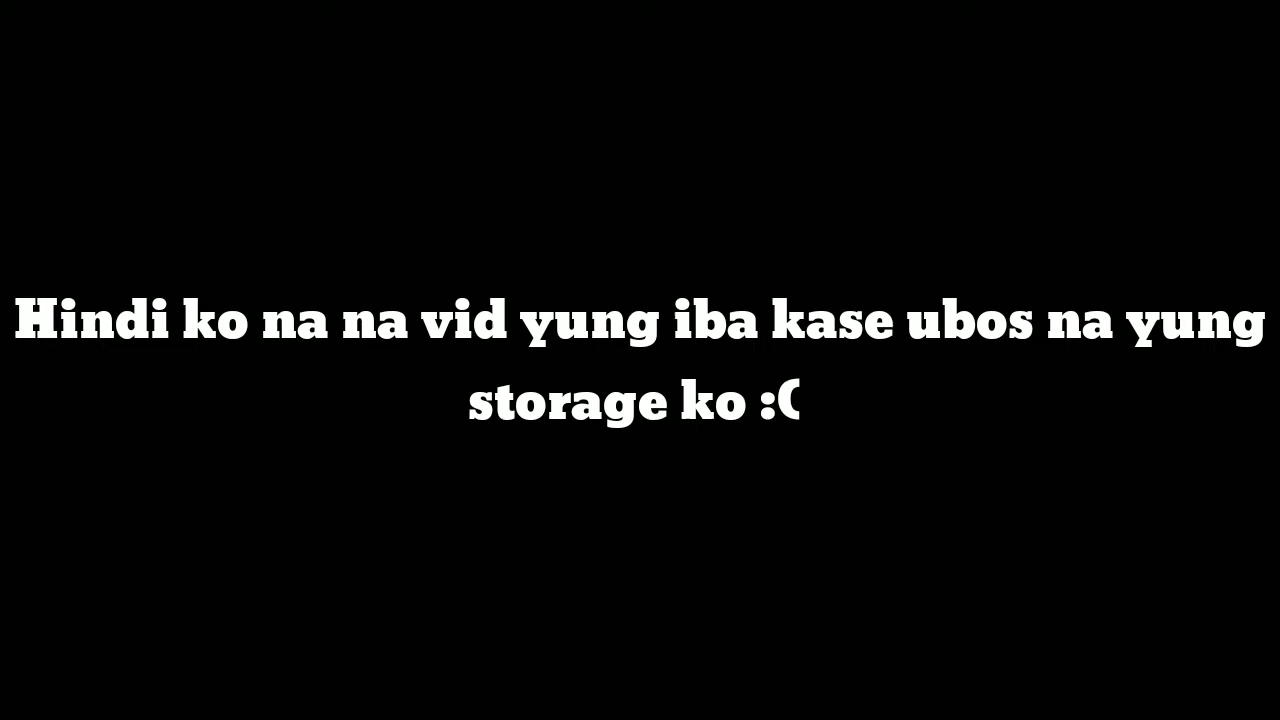 Hindi ko na na vid yung iba kase ubos na yung
storage ko :(